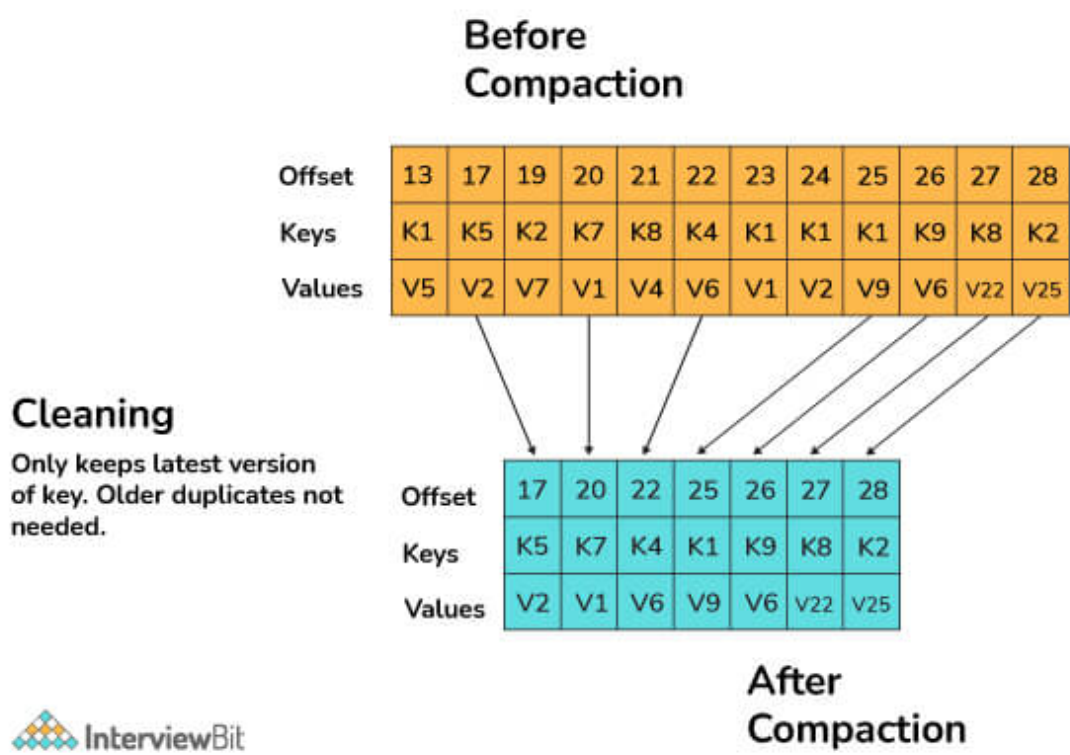 Before
Compaction
Offset 13 17 19 20 21 22 23 24 25 26 27 28
Keys K1 K5 K2 K7 K8 K4 K1 K1 K1 K9 K8 K2
Values V5 V2 V7 V1 V4 V6 V1 V2 V9 V6 V22 V25
Cleaning
Only keeps latest version
of key. Older duplicates not
needed.
Offset 17 20 22 25 26 27 28
Keys K5 K7 K4 K1 K9 K8 K2
Values V2 V1 V6 V9 V6 V22 V25
After
Compaction
InterviewBit